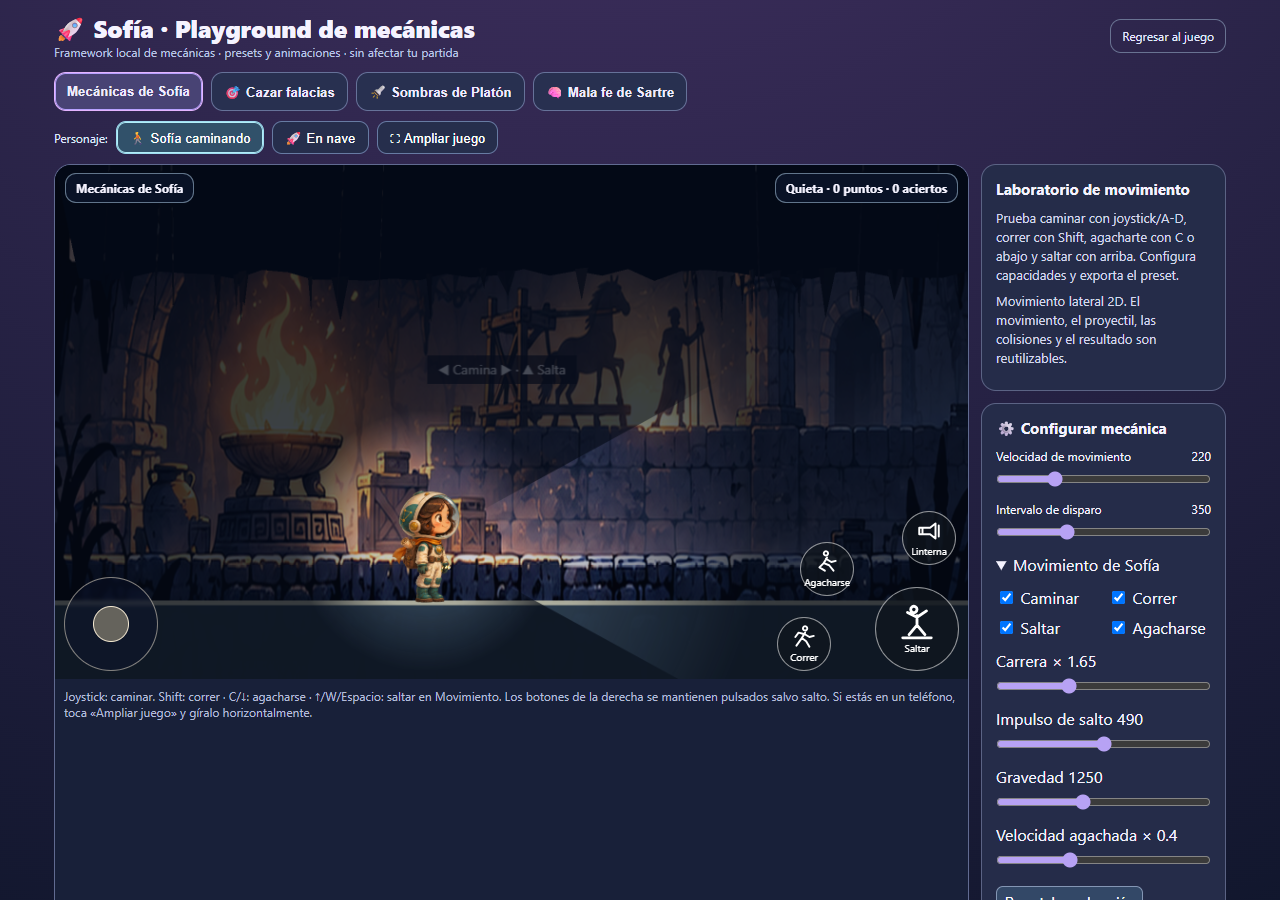 🚀 Sofía · Playground de mecánicas
Framework local de mecánicas · presets y animaciones · sin afectar tu partida
Regresar al juego
Mecánicas de Sofía
🎯 Cazar falacias
🌠 Sombras de Platón
🧠 Mala fe de Sartre
Personaje:
🚶 Sofía caminando
🚀 En nave
⛶ Ampliar juego
Mecánicas de Sofía
Quieta · 0 puntos · 0 aciertos
◀ Camina ▶ · ▲ Salta
Linterna
Agacharse
Correr
Saltar
Joystick: caminar. Shift: correr · C/↓: agacharse · ↑/W/Espacio: saltar en Movimiento. Los botones de la derecha se mantienen pulsados salvo salto. Si estás en un teléfono,
toca «Ampliar juego» y gíralo horizontalmente.
Laboratorio de movimiento
Prueba caminar con joystick/A-D,
correr con Shift, agacharte con C o
abajo y saltar con arriba. Configura
capacidades y exporta el preset.
Movimiento lateral 2D. El
movimiento, el proyectil, las
colisiones y el resultado son
reutilizables.
⚙️ Configurar mecánica
Velocidad de movimiento 220
Intervalo de disparo 350
▼ Movimiento de Sofía
Caminar
Correr
Saltar
Agacharse
Carrera × 1.65
Impulso de salto 490
Gravedad 1250
Velocidad agachada × 0.4